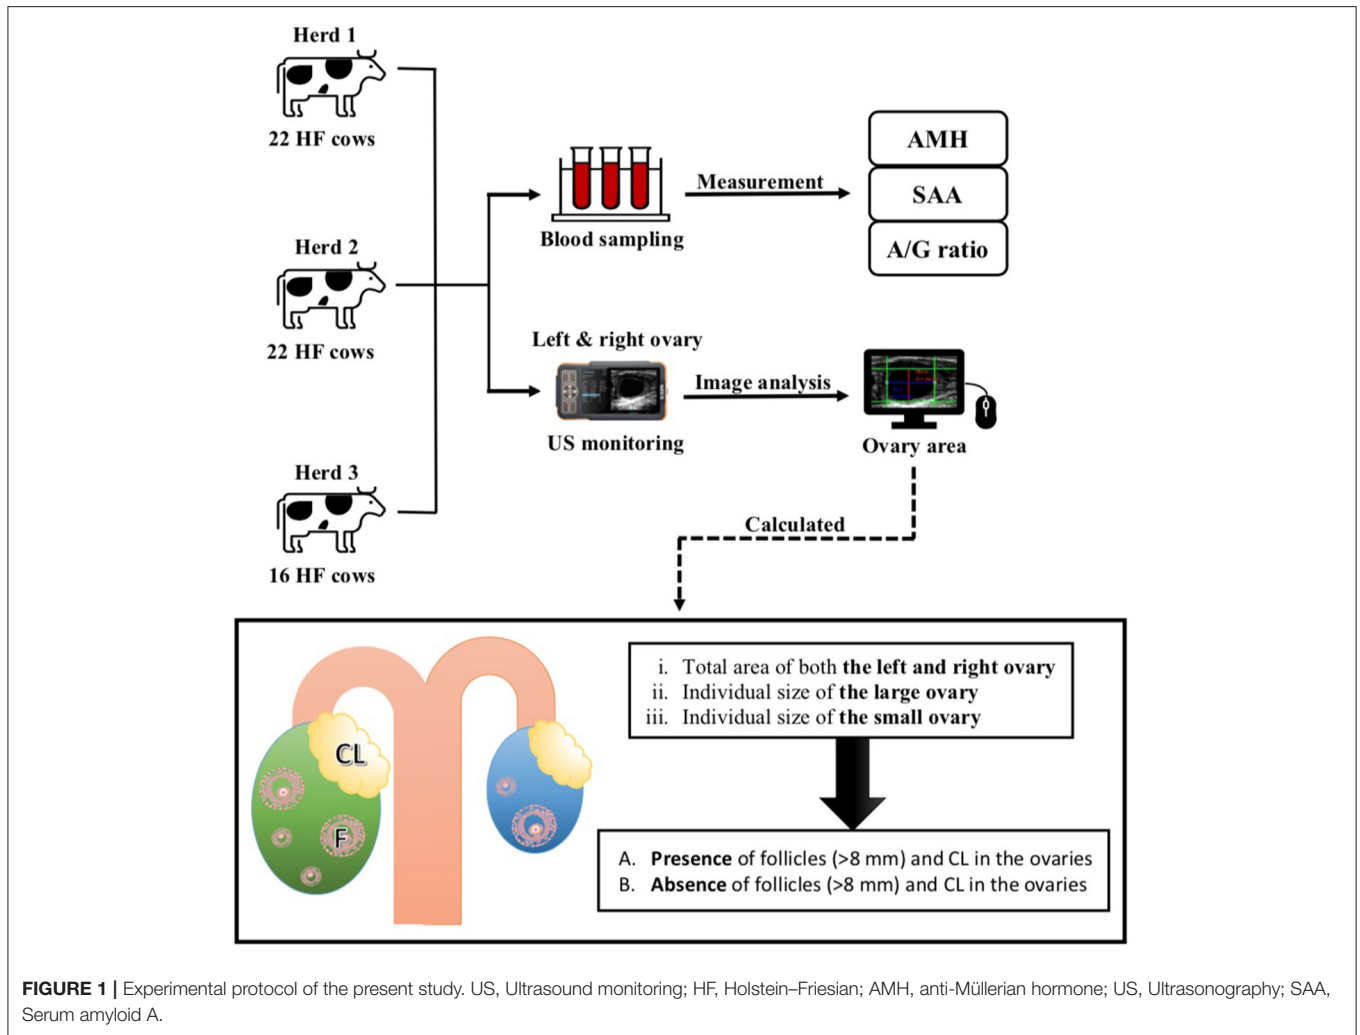 Herd 1
22 HF cows
Herd 2
22 HF cows
Herd 3
16 HF cows
Blood sampling
Measurement
AMH
SAA
A/G ratio
Left & right ovary
US monitoring
Image analysis
Ovary area
Calculated
CL
F
i. Total area of both the left and right ovary
ii. Individual size of the large ovary
iii. Individual size of the small ovary
A. Presence of follicles (>8 mm) and CL in the ovaries
B. Absence of follicles (>8 mm) and CL in the ovaries
FIGURE 1 | Experimental protocol of the present study. US, Ultrasound monitoring; HF, Holstein–Friesian; AMH, anti-Müllerian hormone; US, Ultrasonography; SAA,
Serum amyloid A.